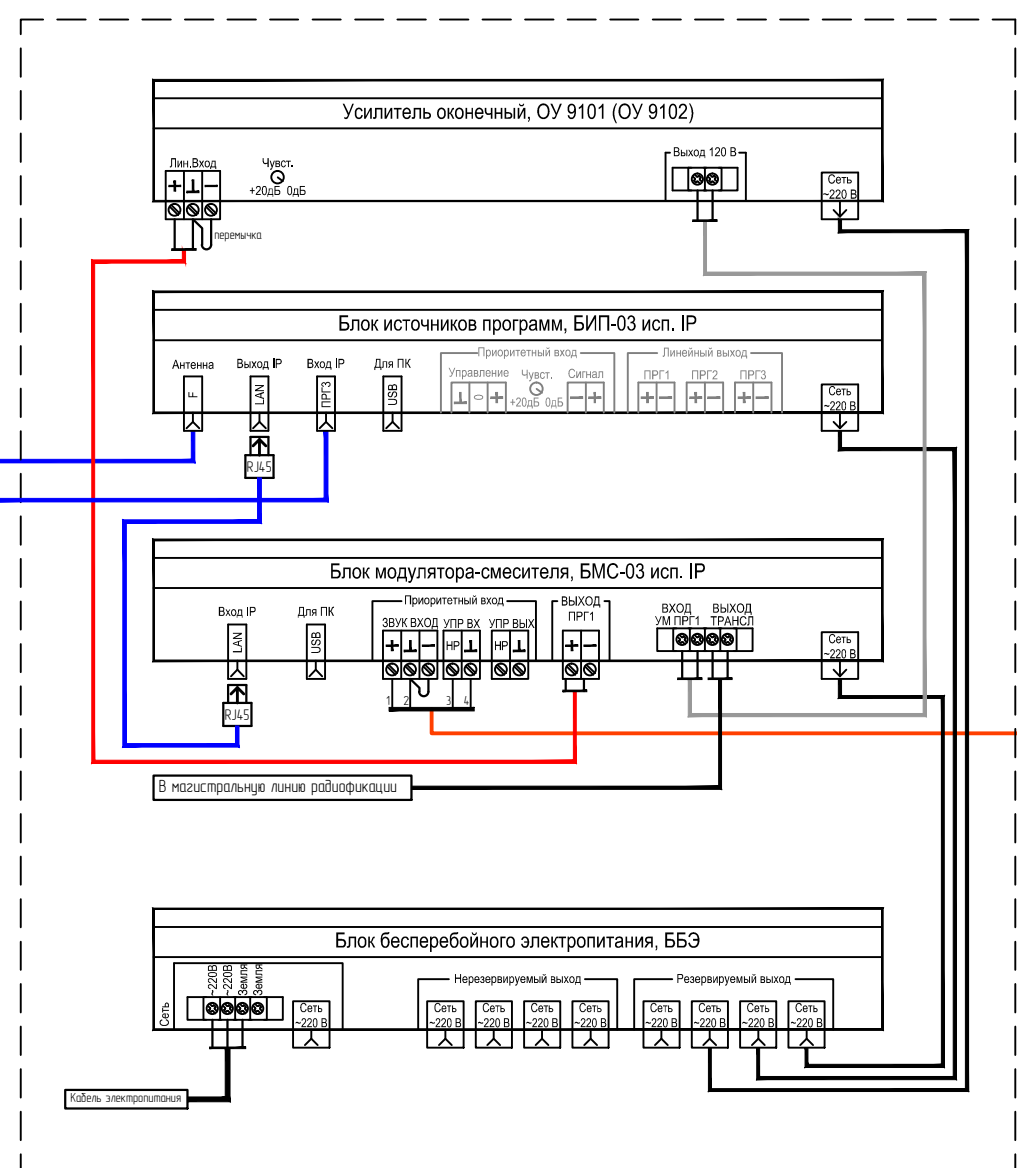 Усилитель оконечный, ОУ 9101 (ОУ 9102)
Лин.Вход
+ ⊥ −
Чувст.
+20дБ 0дБ
Выход 120 В
Сеть
~220 В
перемычка
Блок источников программ, БИП-03 исп. IP
Антенна
F
Выход IP
LAN
Вход IP
ПРГ3
Для ПК
USB
Приоритетный вход
Управление
⊥ 0 +
Чувст.
+20дБ 0дБ
Сигнал
− +
Линейный выход
ПРГ1
+ −
ПРГ2
+ −
ПРГ3
+ −
Сеть
~220 В
RJ45
Блок модулятора-смесителя, БМС-03 исп. IP
Вход IP
LAN
Для ПК
USB
Приоритетный вход
ЗВУК ВХОД
+ ⊥ −
УПР ВХ
НР ⊥
УПР ВЫХ
НР ⊥
ВЫХОД
ПРГ1
+ −
ВХОД
УМ ПРГ1
ВЫХОД
ТРАНСЛ
Сеть
~220 В
RJ45
1 2 3 4
В магистральную линию радиофикации
Блок бесперебойного электропитания, ББЭ
Сеть
~220В
~220В
Земля
Земля
Сеть
~220 В
Нерезервируемый выход
Сеть
~220 В
Сеть
~220 В
Сеть
~220 В
Сеть
~220 В
Резервируемый выход
Сеть
~220 В
Сеть
~220 В
Сеть
~220 В
Сеть
~220 В
Кабель электропитания